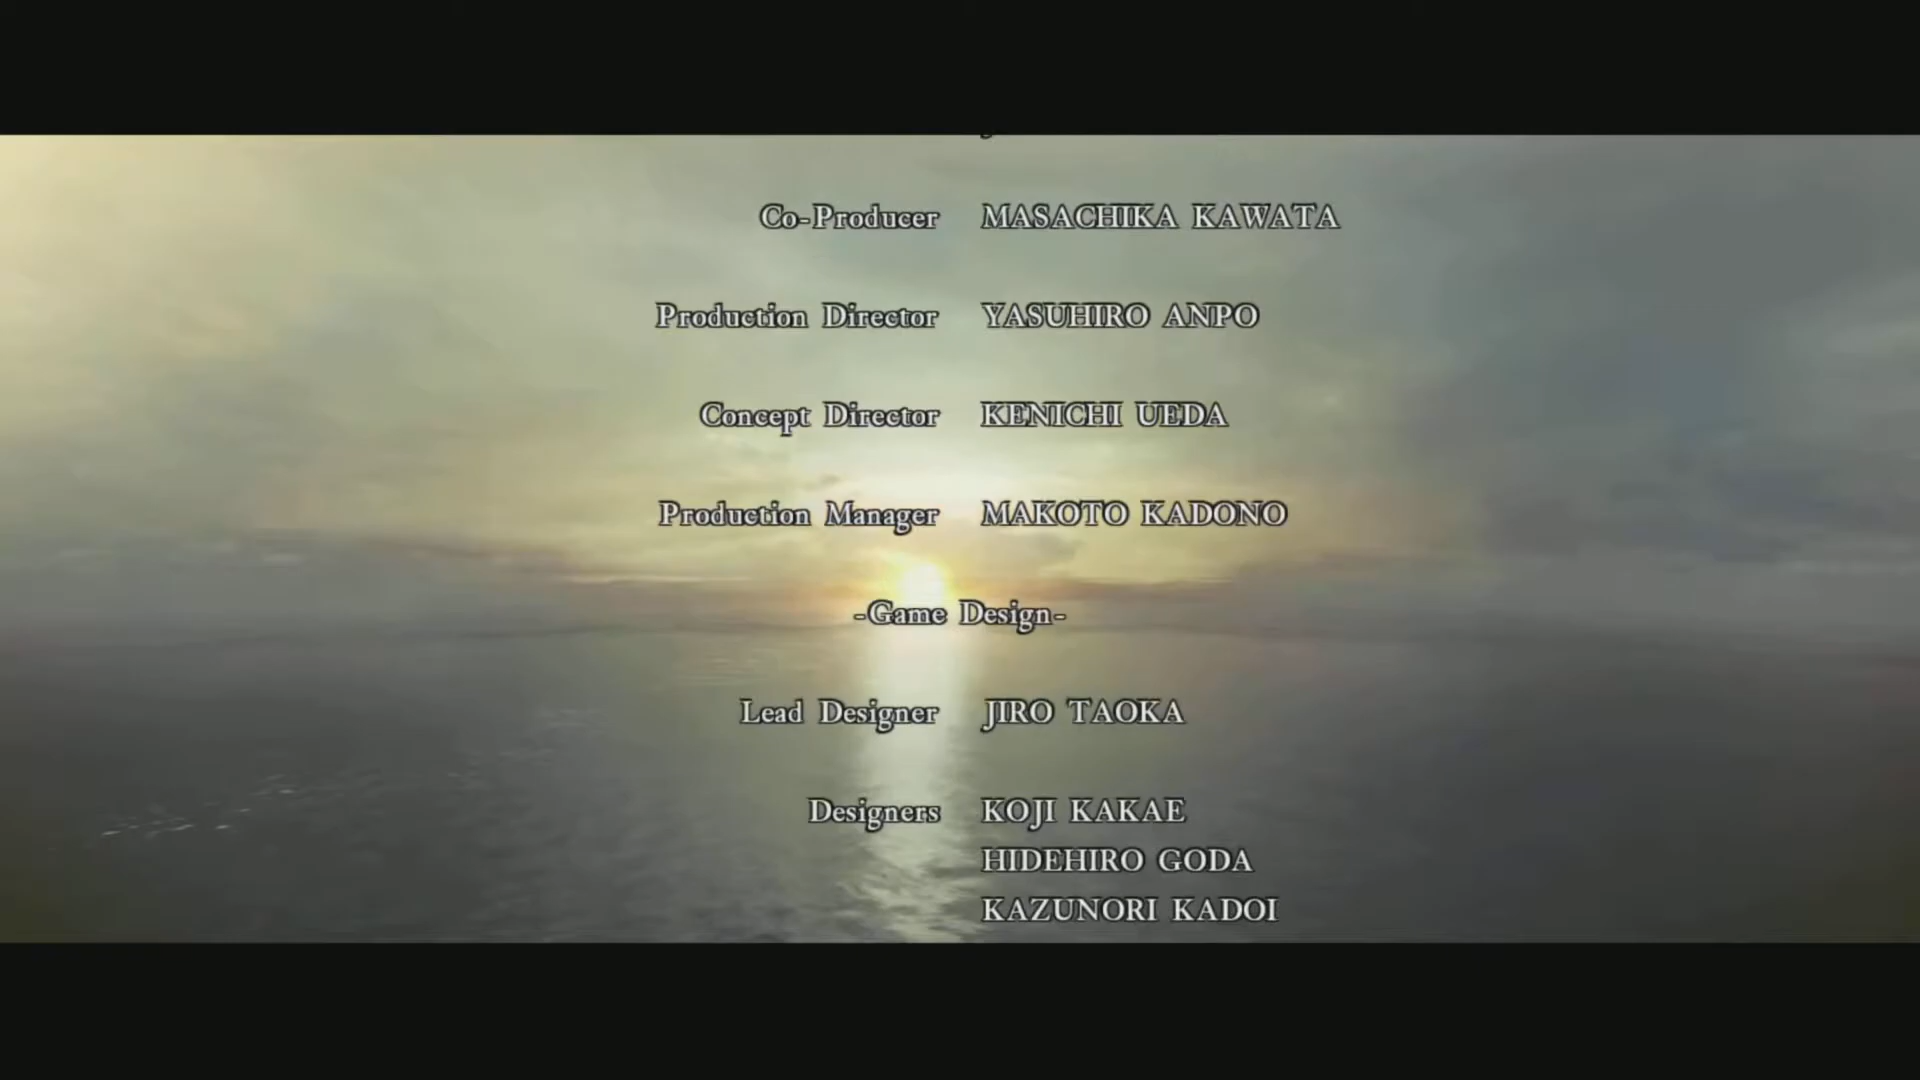 Co-Producer MASACHIKA KAWATA
Production Director YASUHIRO ANPO
Concept Director KENICHI UEDA
Production Manager MAKOTO KADONO
-Game Design-
Lead Designer JIRO TAOKA
Designers KOJI KAKAE
HIDEHIRO GODA
KAZUNORI KADOI